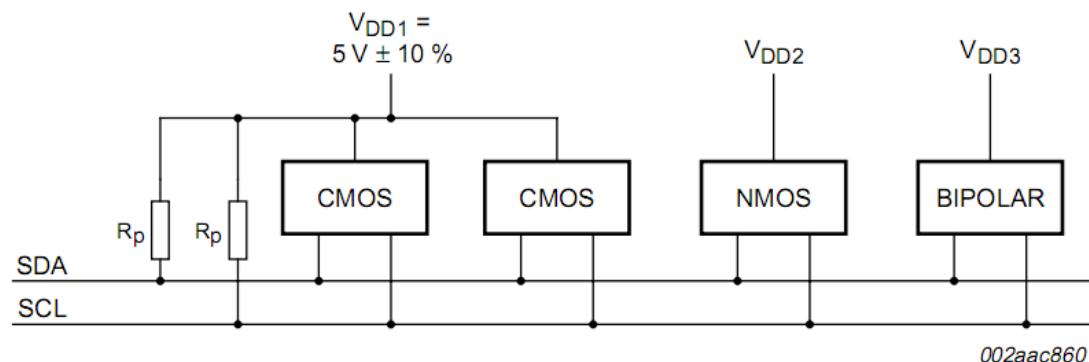 V_DD1 =
5 V ± 10 %
V_DD2
V_DD3
CMOS
CMOS
NMOS
BIPOLAR
R_p
R_p
SDA
SCL
002aac860